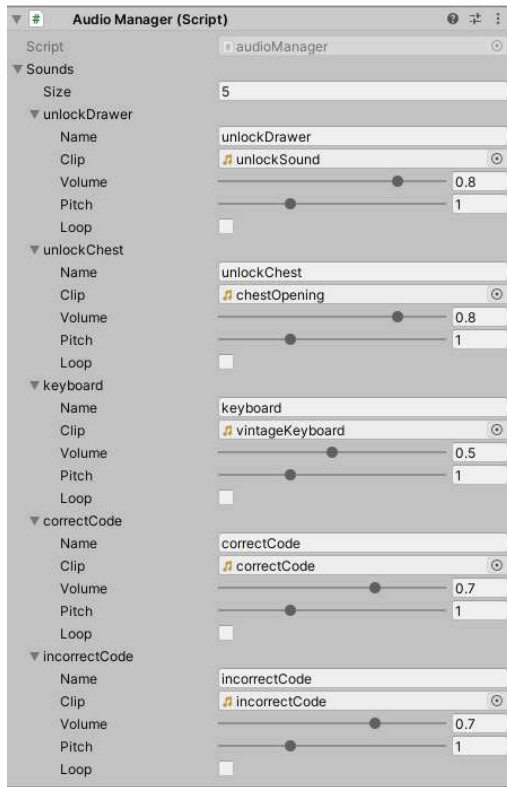 Audio Manager (Script)
Script audioManager
Sounds
Size 5
unlockDrawer
Name unlockDrawer
Clip unlockSound
Volume 0.8
Pitch 1
Loop
unlockChest
Name unlockChest
Clip chestOpening
Volume 0.8
Pitch 1
Loop
keyboard
Name keyboard
Clip vintageKeyboard
Volume 0.5
Pitch 1
Loop
correctCode
Name correctCode
Clip correctCode
Volume 0.7
Pitch 1
Loop
incorrectCode
Name incorrectCode
Clip incorrectCode
Volume 0.7
Pitch 1
Loop